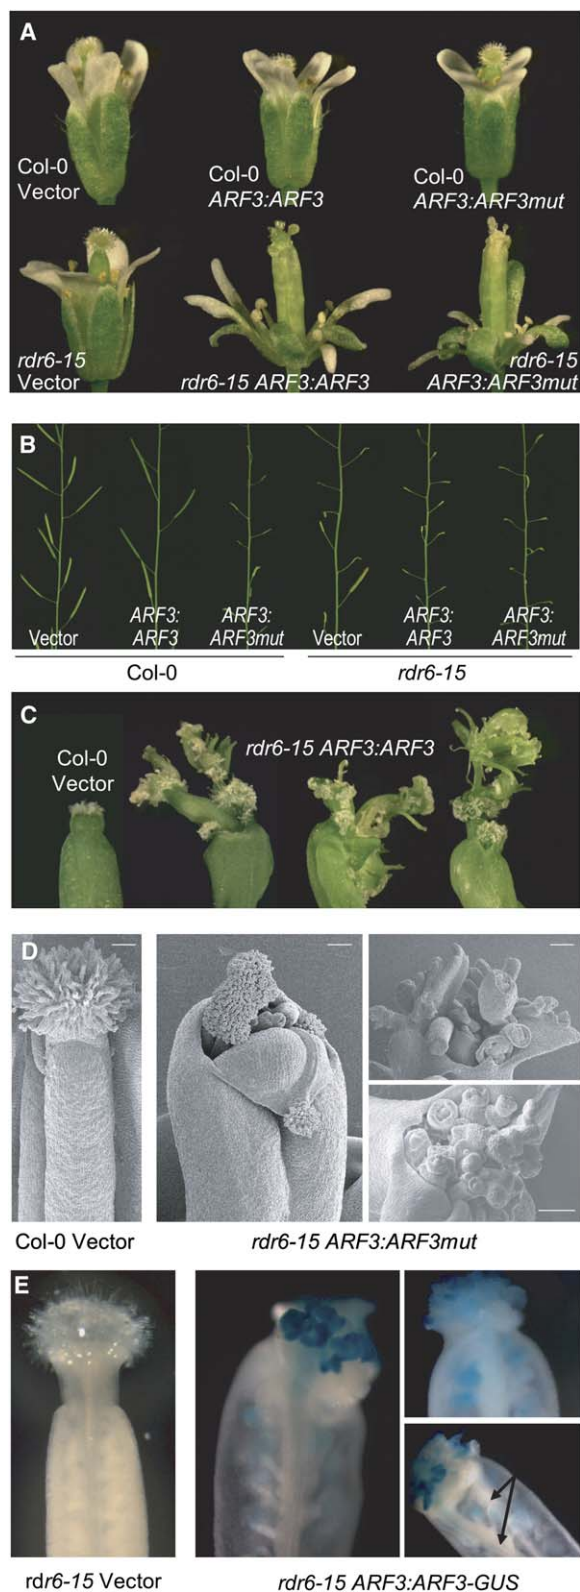 A
Col-0
Vector
Col-0
ARF3:ARF3
Col-0
ARF3:ARF3mut
rdr6-15
Vector
rdr6-15 ARF3:ARF3
rdr6-15
ARF3:ARF3mut
B
Vector
ARF3:
ARF3
ARF3:
ARF3mut
Vector
ARF3:
ARF3
ARF3:
ARF3mut
Col-0
rdr6-15
C
Col-0
Vector
rdr6-15 ARF3:ARF3
D
Col-0 Vector
rdr6-15 ARF3:ARF3mut
E
rdr6-15 Vector
rdr6-15 ARF3:ARF3-GUS